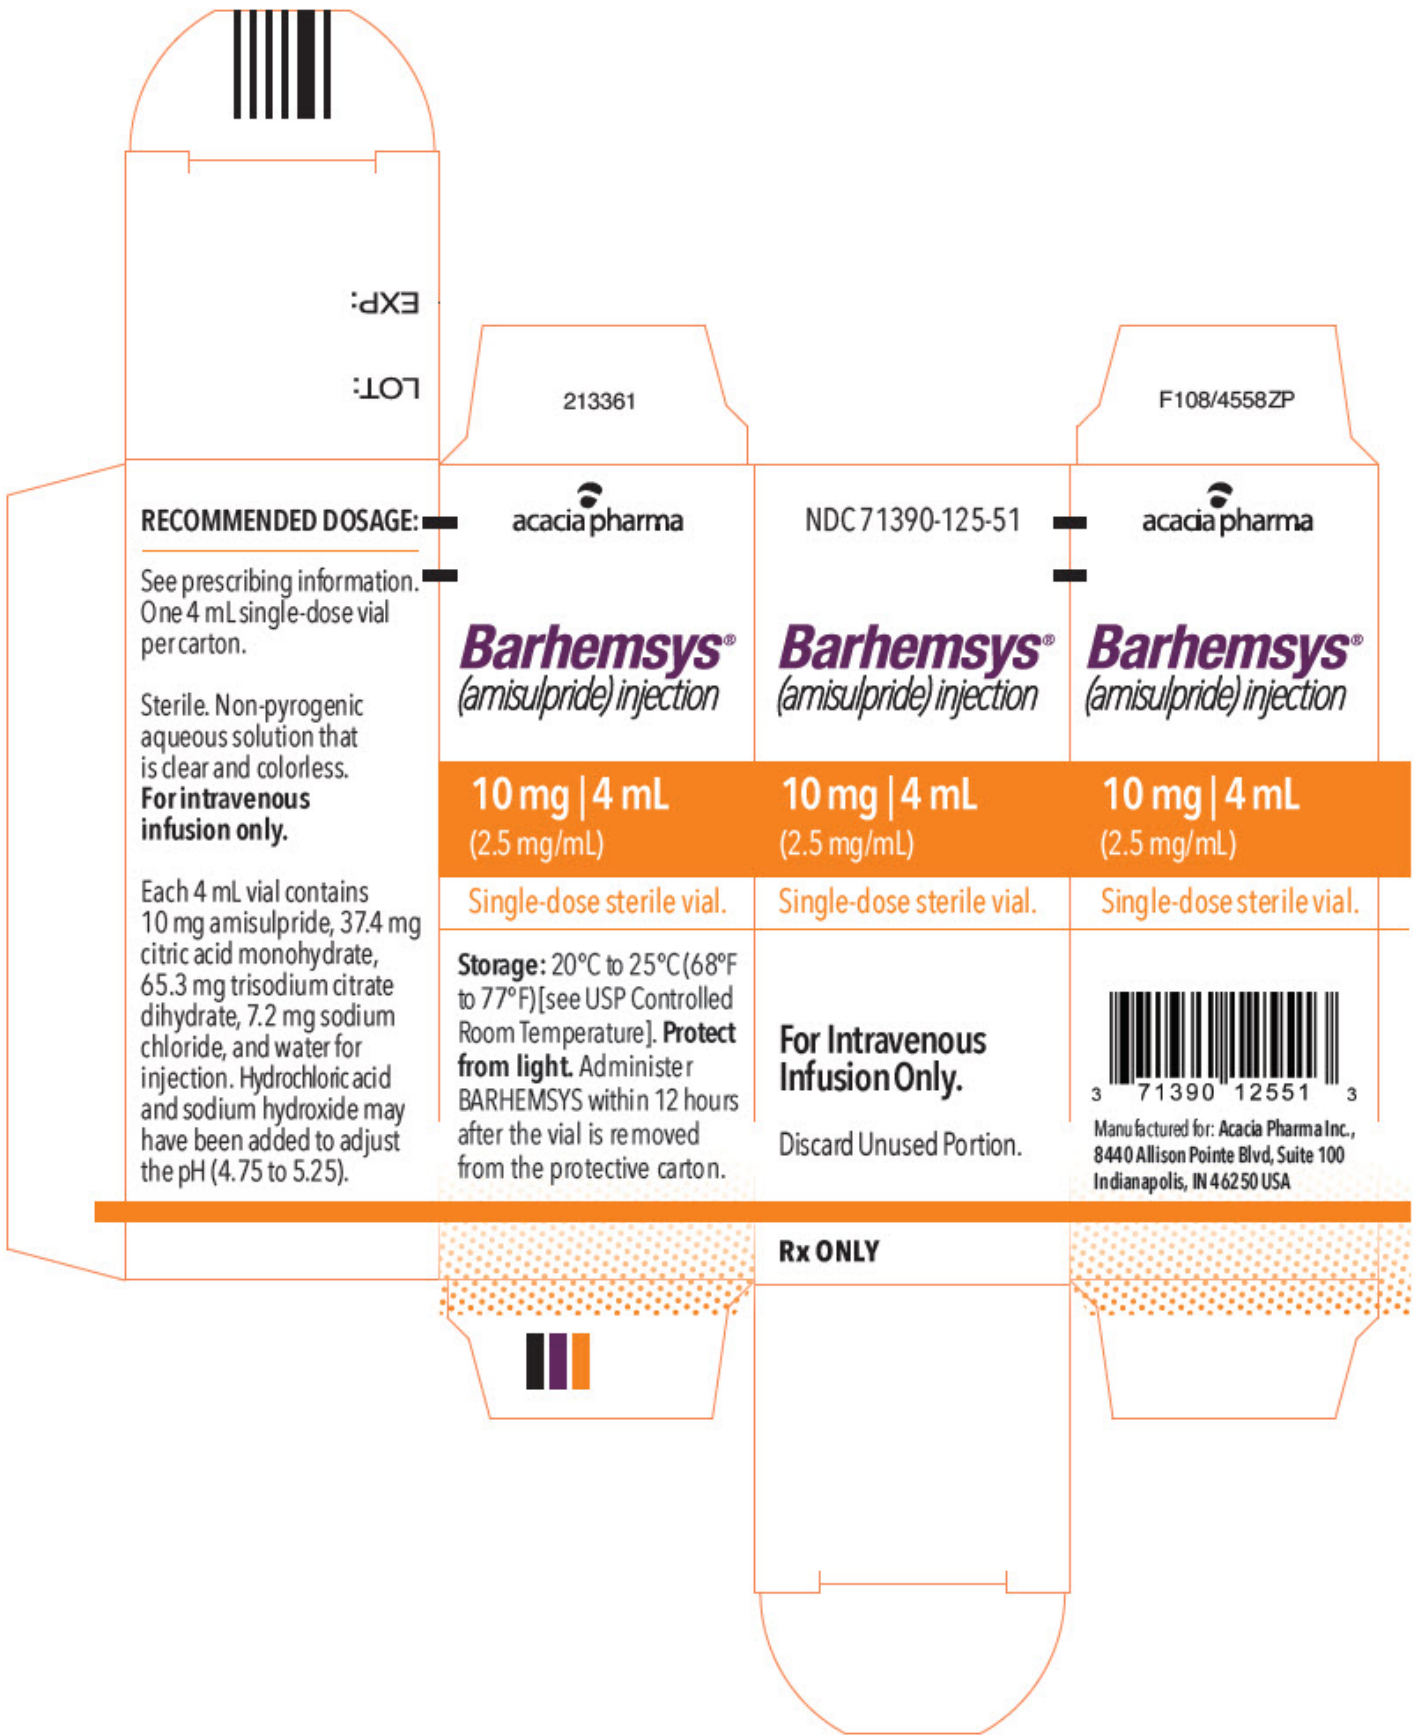 EXP:
LOT:
213361
F108/4558ZP
RECOMMENDED DOSAGE:
See prescribing information.
One 4 mL single-dose vial
per carton.
Sterile. Non-pyrogenic
aqueous solution that
is clear and colorless.
For intravenous
infusion only.
Each 4 mL vial contains
10 mg amisulpride, 37.4 mg
citric acid monohydrate,
65.3 mg trisodium citrate
dihydrate, 7.2 mg sodium
chloride, and water for
injection. Hydrochloric acid
and sodium hydroxide may
have been added to adjust
the pH (4.75 to 5.25).
acacia pharma
Barhemsys®
(amisulpride) injection
10 mg | 4 mL
(2.5 mg/mL)
Single-dose sterile vial.
Storage: 20°C to 25°C (68°F
to 77°F) [see USP Controlled
Room Temperature]. Protect
from light. Administer
BARHEMSYS within 12 hours
after the vial is removed
from the protective carton.
NDC 71390-125-51
Barhemsys®
(amisulpride) injection
10 mg | 4 mL
(2.5 mg/mL)
Single-dose sterile vial.
For Intravenous
Infusion Only.
Discard Unused Portion.
Rx ONLY
acacia pharma
Barhemsys®
(amisulpride) injection
10 mg | 4 mL
(2.5 mg/mL)
Single-dose sterile vial.
3 71390 12551 3
Manufactured for: Acacia Pharma Inc.,
8440 Allison Pointe Blvd, Suite 100
Indianapolis, IN 46250 USA